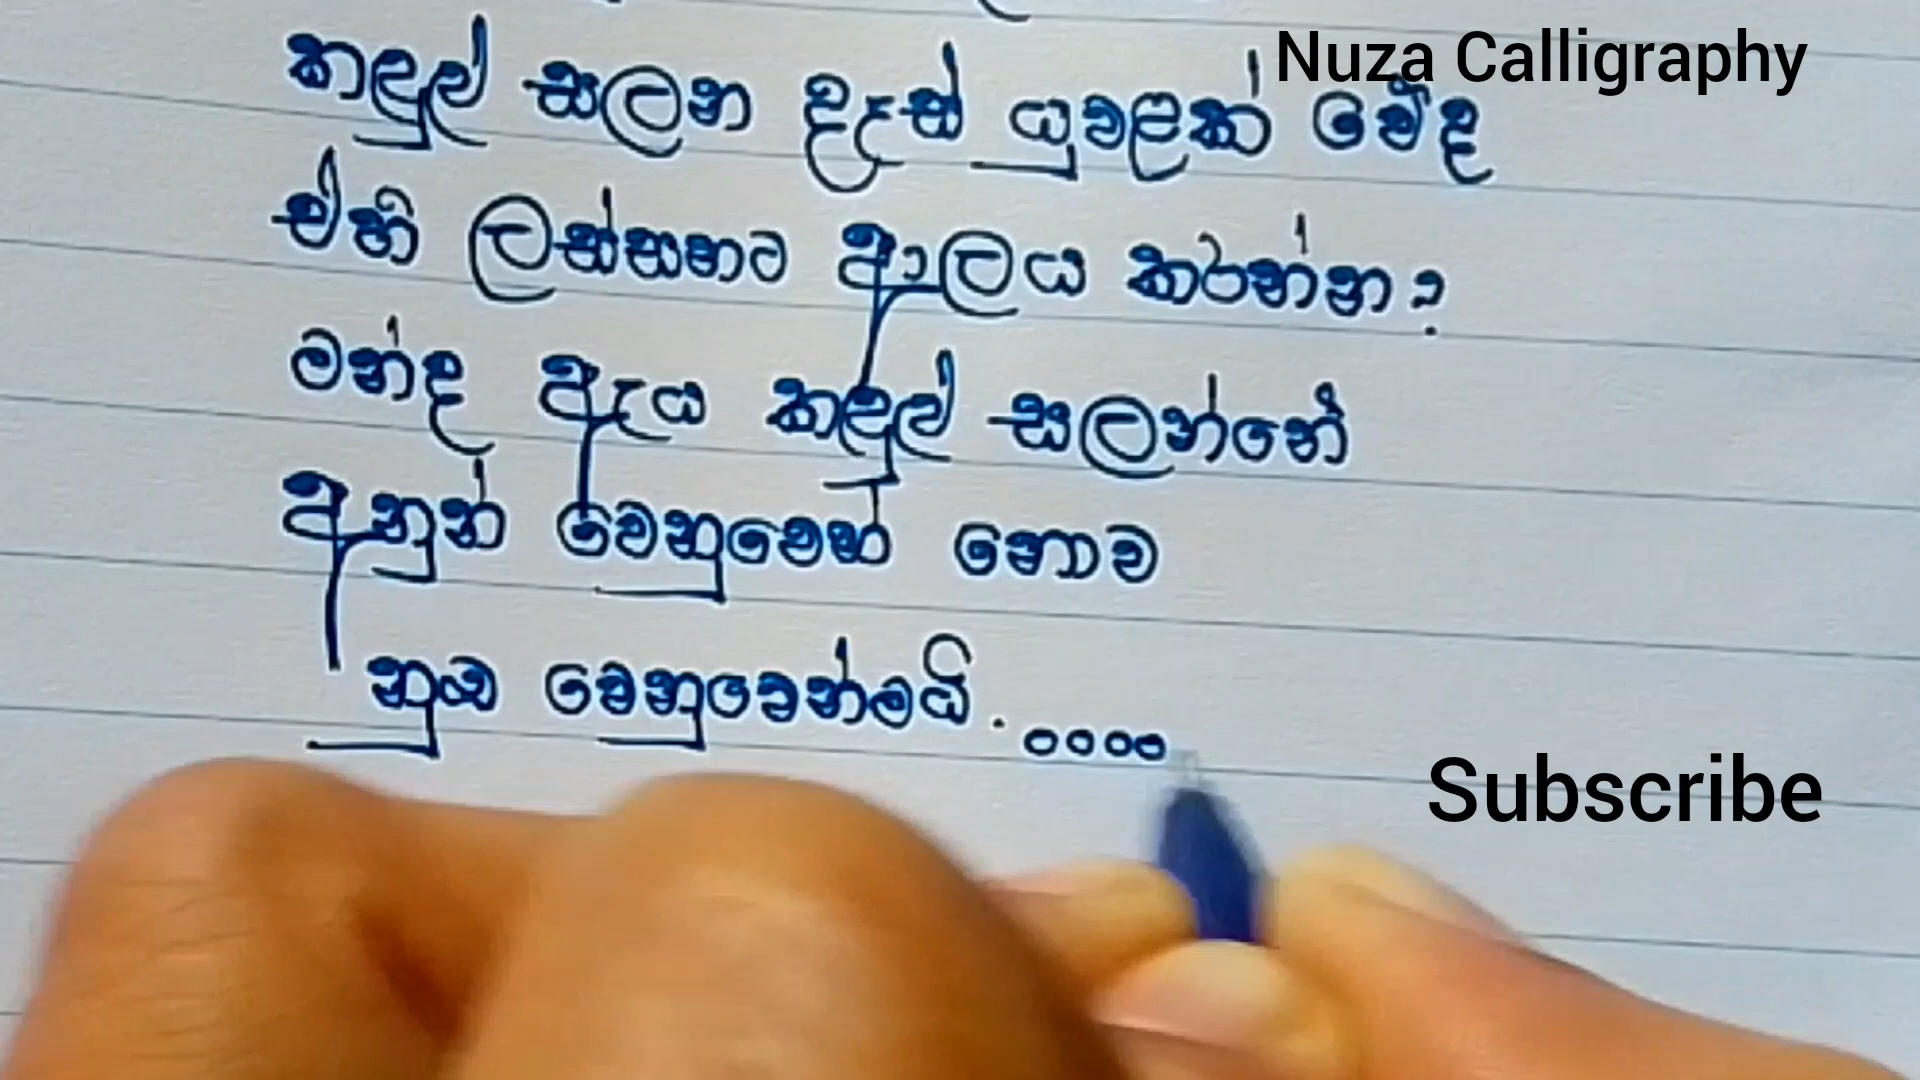 Nuza Calligraphy
කඳුළු සලන දෑස් යුවළක් වේද
එහි ලස්සනට ආලය කරන්න?
මන්ද ඇය කඳුළු සලන්නේ
අනුන් වෙනුවෙන් නොව
නුඹ වෙනුවෙන්මයි.....
Subscribe